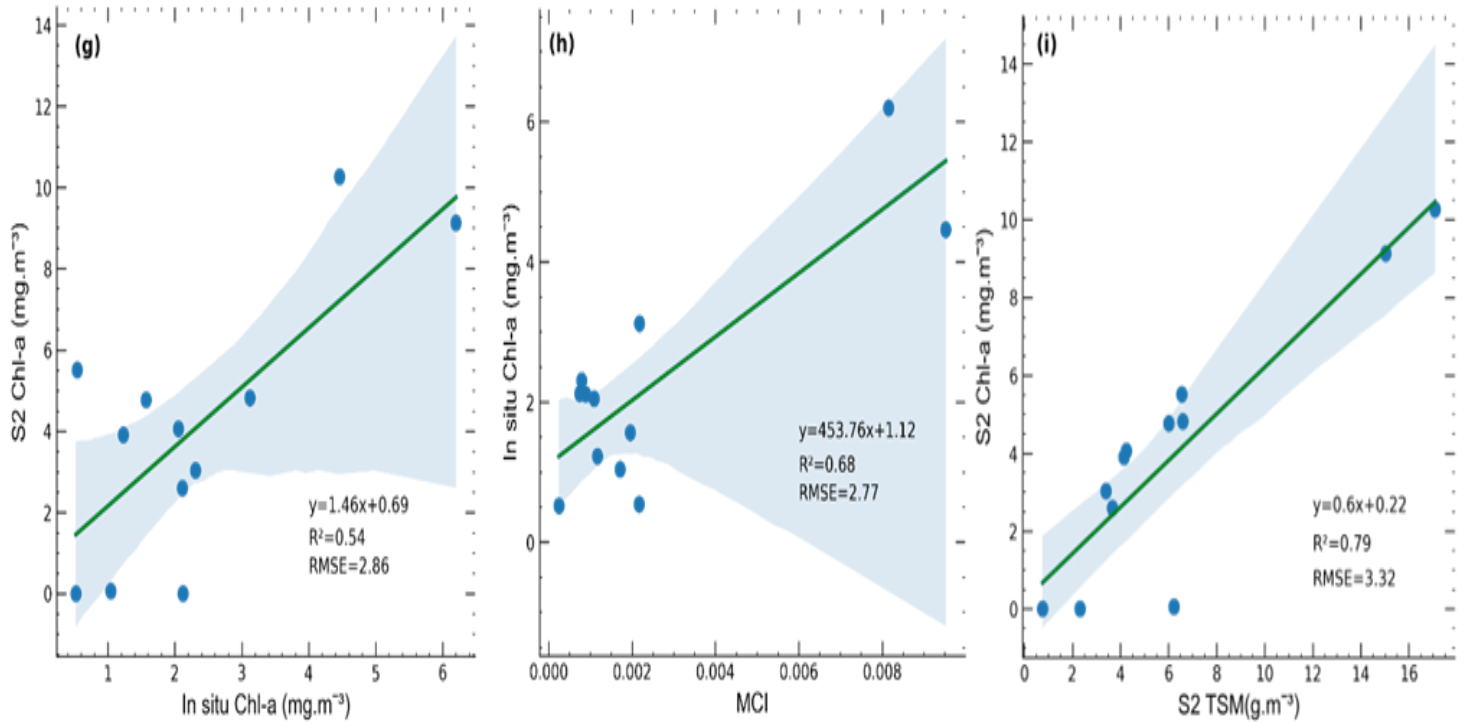 (g)
14
12
10
8
6
4
2
0
S2 Chl-a (mg.m⁻³)
y=1.46x+0.69
R²=0.54
RMSE=2.86
1 2 3 4 5 6
In situ Chl-a (mg.m⁻³)
(h)
6
4
2
0
In situ Chl-a (mg.m⁻³)
y=453.76x+1.12
R²=0.68
RMSE=2.77
0.000 0.002 0.004 0.006 0.008
MCI
(i)
14
12
10
8
6
4
2
0
S2 Chl-a (mg.m⁻³)
y=0.6x+0.22
R²=0.79
RMSE=3.32
0 2 4 6 8 10 12 14 16
S2 TSM(g.m⁻³)